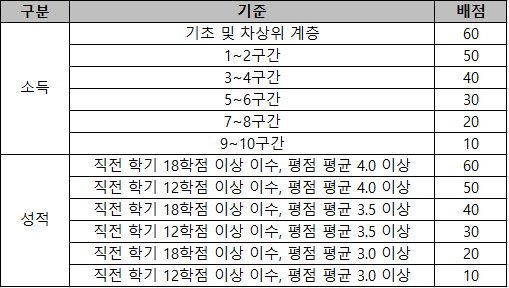 구분 기준 배점
소득
기초 및 차상위 계층 60
1~2구간 50
3~4구간 40
5~6구간 30
7~8구간 20
9~10구간 10
성적
직전 학기 18학점 이상 이수, 평점 평균 4.0 이상 60
직전 학기 12학점 이상 이수, 평점 평균 4.0 이상 50
직전 학기 18학점 이상 이수, 평점 평균 3.5 이상 40
직전 학기 12학점 이상 이수, 평점 평균 3.5 이상 30
직전 학기 18학점 이상 이수, 평점 평균 3.0 이상 20
직전 학기 12학점 이상 이수, 평점 평균 3.0 이상 10